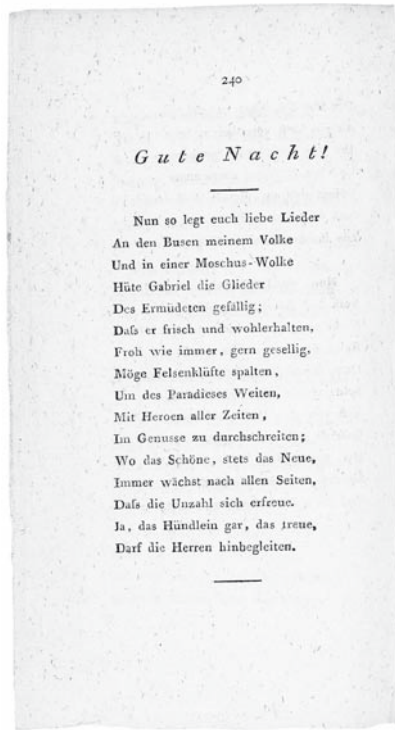 240
Gute Nacht!
Nun so legt euch liebe Lieder
An den Busen meinem Volke
Und in einer Moschus-Wolke
Hüte Gabriel die Glieder
Des Ermüdeten gefällig;
Daſs er frisch und wohlerhalten,
Froh wie immer, gern gesellig,
Möge Felsenklüfte spalten,
Um des Paradieses Weiten,
Mit Heroen aller Zeiten,
Im Genusse zu durchschreiten;
Wo das Schöne, stets das Neue,
Immer wächst nach allen Seiten,
Daſs die Unzahl sich erfreue.
Ja, das Hündlein gar, das treue,
Darf die Herren hinbegleiten.